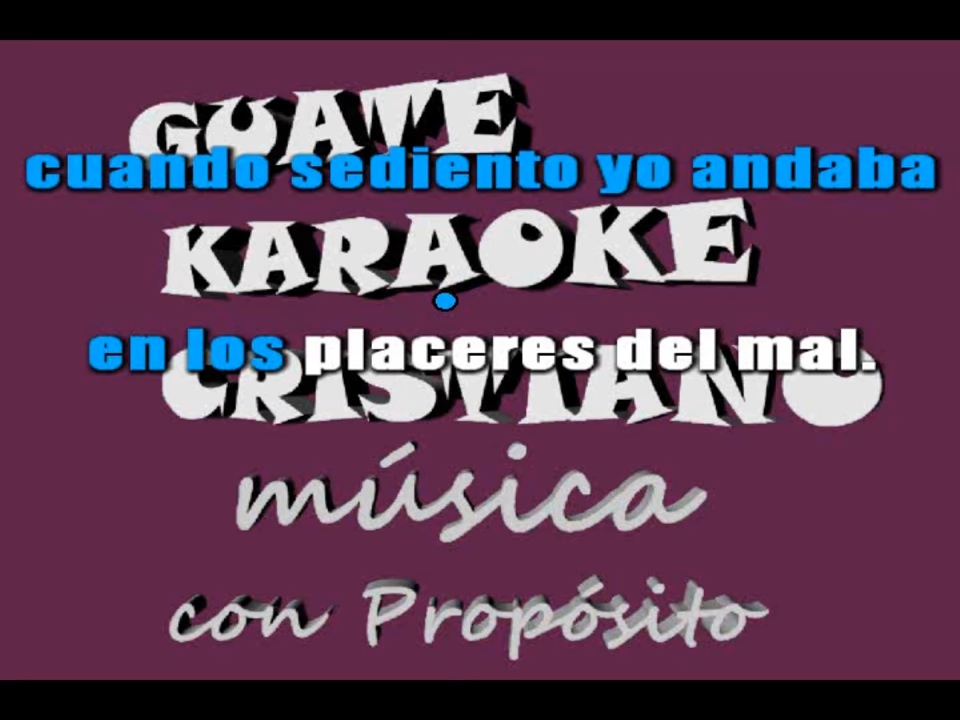 GUATE
cuando sediento yo andaba
KARAOKE
en los placeres del mal.
CRISTIANO
música
con Propósito